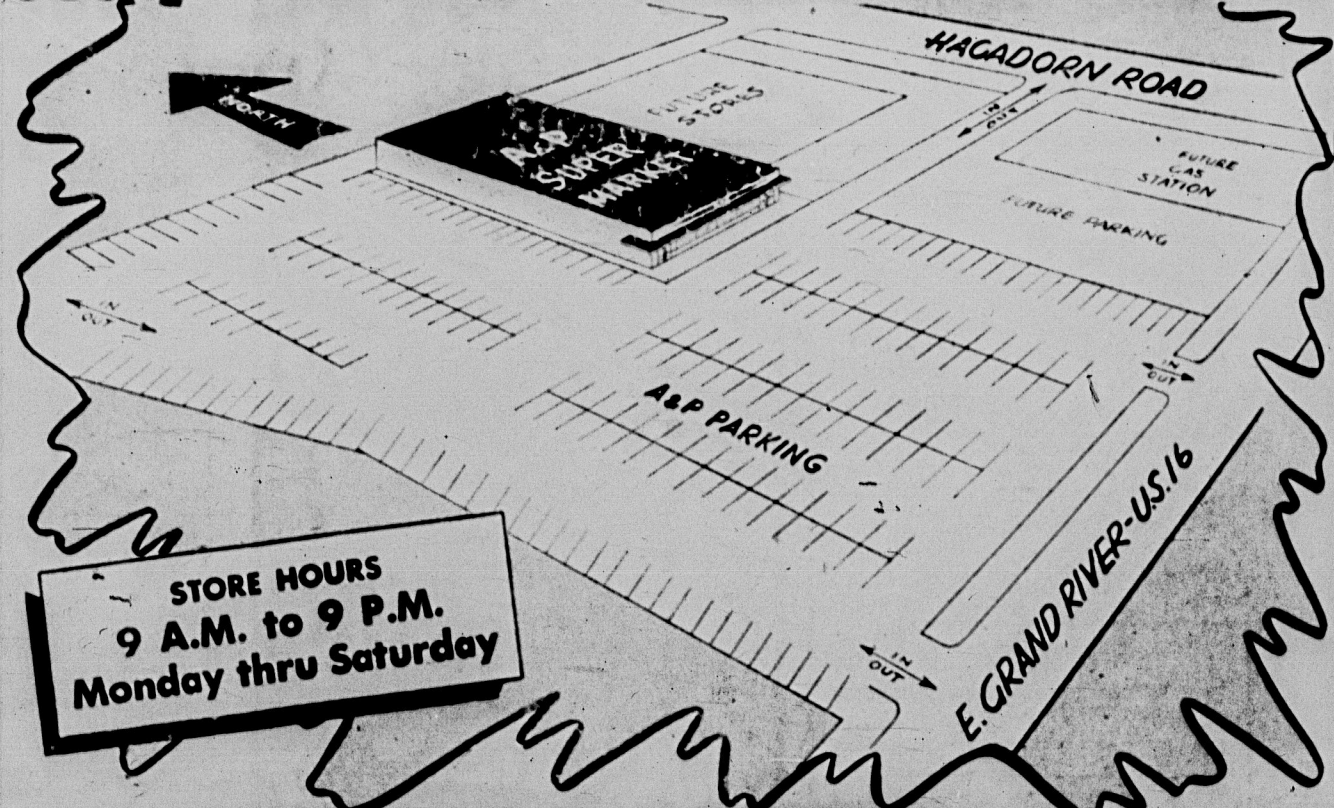 HAGADORN ROAD
NORTH
FUTURE
STORES
IN
OUT
A&P
SUPER
MARKET
FUTURE
GAS
STATION
FUTURE PARKING
IN
OUT
IN
OUT
A&P PARKING
E. GRAND RIVER-U.S.16
IN
OUT
STORE HOURS
9 A.M. to 9 P.M.
Monday thru Saturday